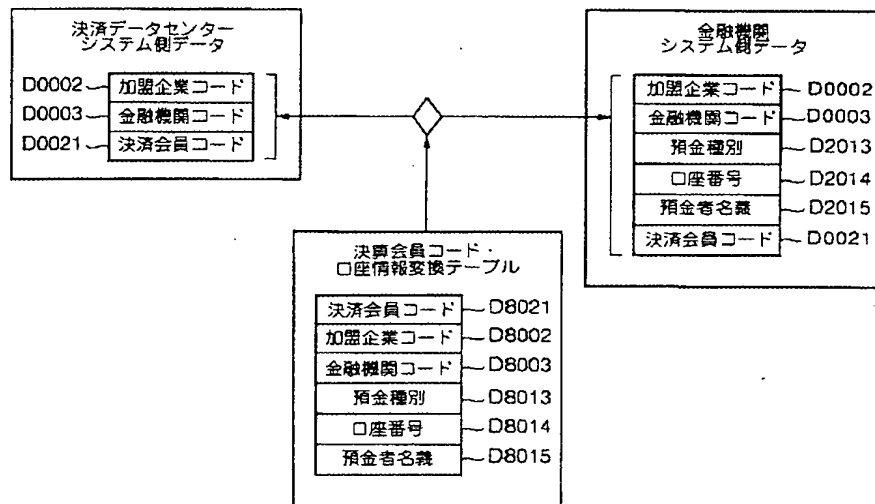 決済データセンター
システム側データ
D0002 加盟企業コード
D0003 金融機関コード
D0021 決済会員コード
金融機関
システム側データ
加盟企業コード D0002
金融機関コード D0003
預金種別 D2013
口座番号 D2014
預金者名義 D2015
決済会員コード D0021
決算会員コード・
口座情報変換テーブル
決済会員コード D8021
加盟企業コード D8002
金融機関コード D8003
預金種別 D8013
口座番号 D8014
預金者名義 D8015